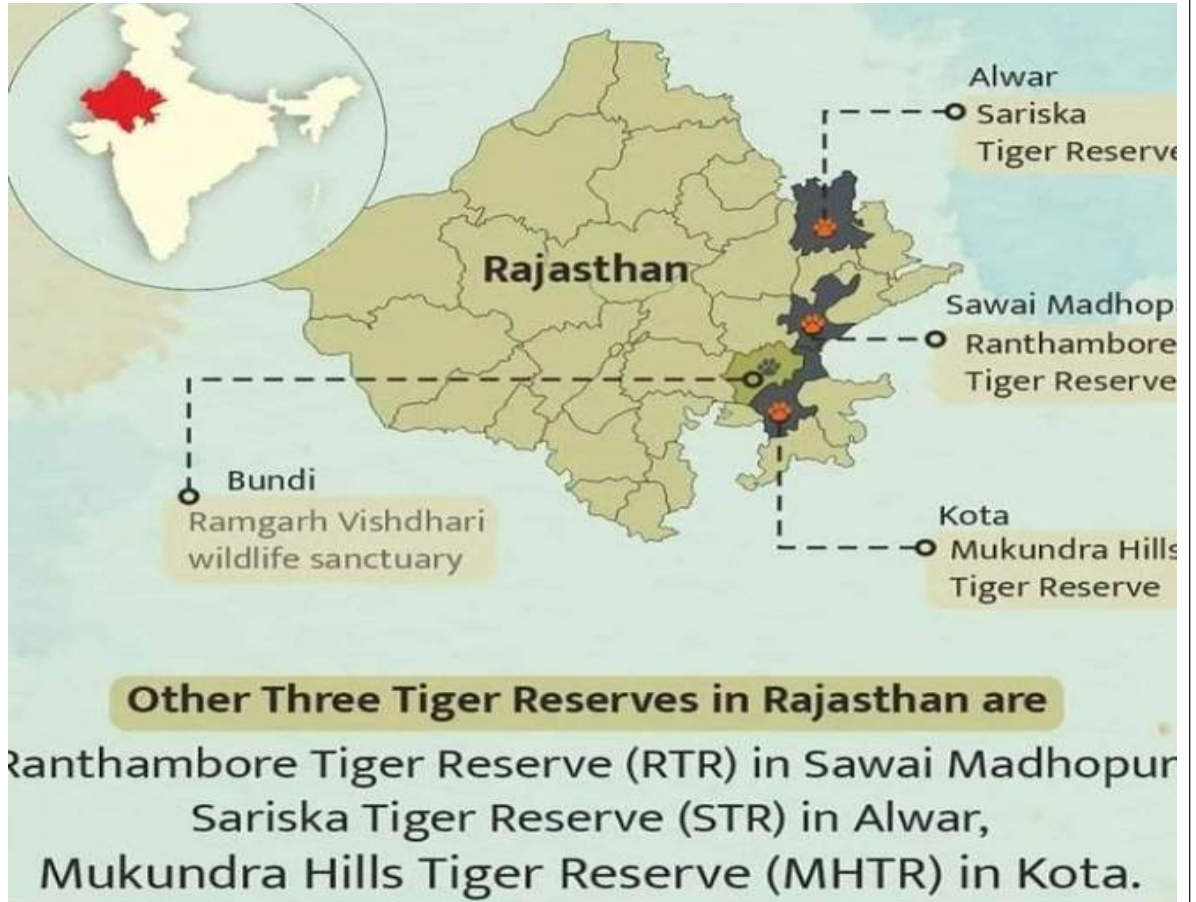 Alwar
Sariska
Tiger Reserve
Rajasthan
Sawai Madhop
Ranthambore
Tiger Reserve
Bundi
Ramgarh Vishdhari
wildlife sanctuary
Kota
Mukundra Hills
Tiger Reserve
Other Three Tiger Reserves in Rajasthan are
Ranthambore Tiger Reserve (RTR) in Sawai Madhopur
Sariska Tiger Reserve (STR) in Alwar,
Mukundra Hills Tiger Reserve (MHTR) in Kota.